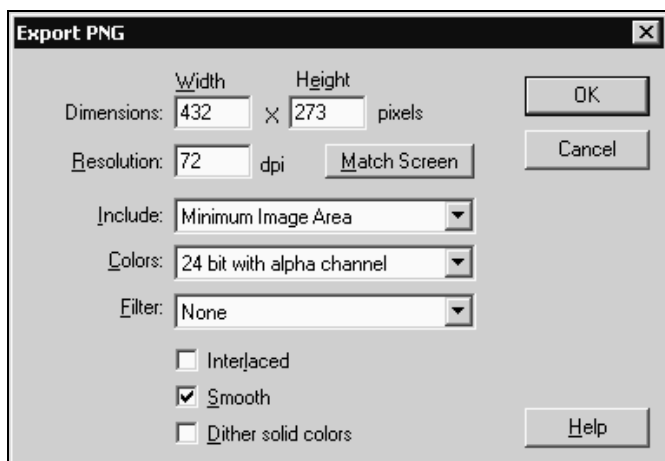 Export PNG
Width Height
Dimensions: 432 X 273 pixels
OK
Resolution: 72 dpi Match Screen
Cancel
Include: Minimum Image Area
Colors: 24 bit with alpha channel
Filter: None
Interlaced
Smooth
Dither solid colors
Help